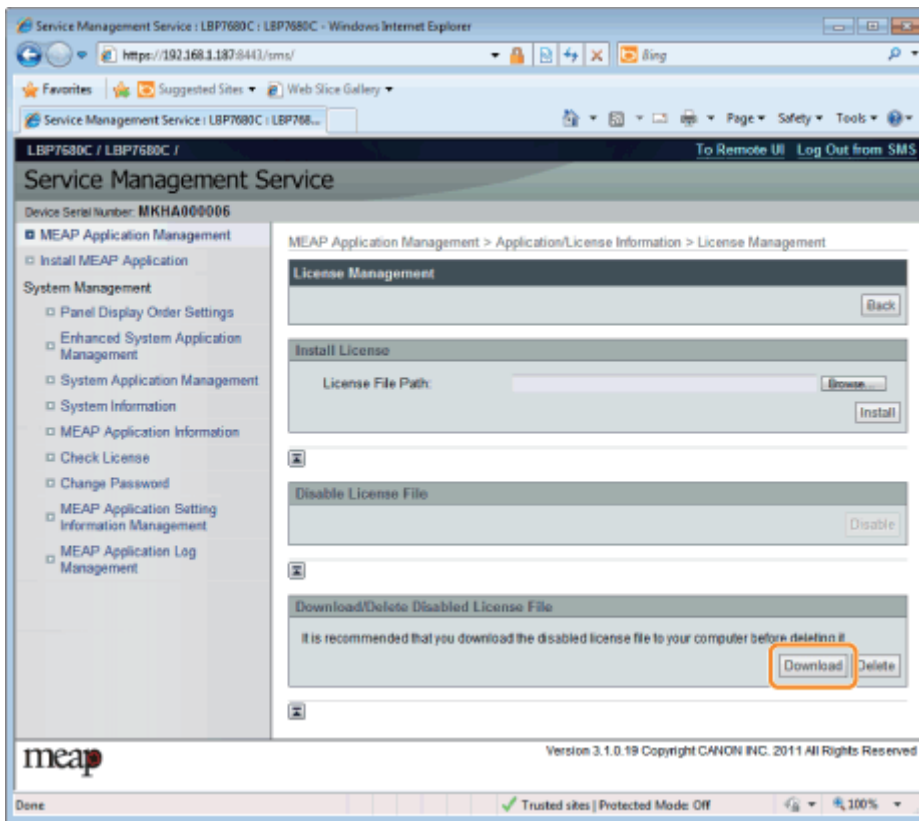 Service Management Service : LBP7680C : LBP7680C - Windows Internet Explorer
https://192.168.1.187:8443/sms/
Bing
Favorites
Suggested Sites
Web Slice Gallery
Service Management Service : LBP7680C : LBP768...
Page
Safety
Tools
LBP7680C / LBP7680C /
To Remote UI
Log Out from SMS
Service Management Service
Device Serial Number: MKHA000006
MEAP Application Management
Install MEAP Application
System Management
Panel Display Order Settings
Enhanced System Application
Management
System Application Management
System Information
MEAP Application Information
Check License
Change Password
MEAP Application Setting
Information Management
MEAP Application Log
Management
MEAP Application Management > Application/License Information > License Management
License Management
Back
Install License
License File Path:
Browse...
Install
Disable License File
Disable
Download/Delete Disabled License File
It is recommended that you download the disabled license file to your computer before deleting it.
Download
Delete
meap
Version 3.1.0.19 Copyright CANON INC. 2011 All Rights Reserved
Done
Trusted sites | Protected Mode: Off
100%